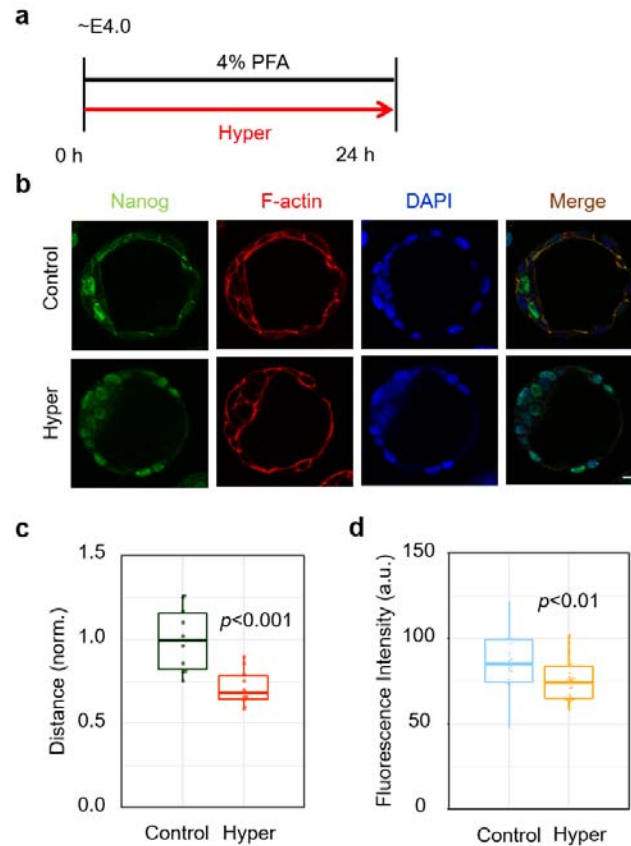 a
~E4.0
4% PFA
Hyper
0 h 24 h
b
Nanog F-actin DAPI Merge
Control
Hyper
c
Distance (norm.)
1.5
1.0
0.5
0.0
p<0.001
Control Hyper
d
Fluorescence Intensity (a.u.)
150
100
50
0
p<0.01
Control Hyper